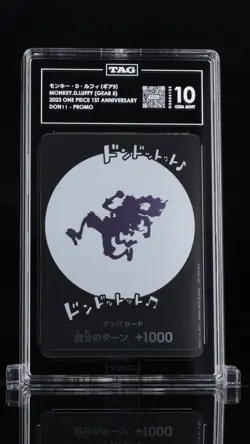 TAG
モンキー・D・ルフィ(ギア5)
MONKEY.D.LUFFY (GEAR 5)
2023 ONE PIECE 1ST ANNIVERSARY
DON!! - PROMO
10
GEM MINT
ドンドットット♪
ドンドットット♫
ドン!!カード
自分のターン +1000